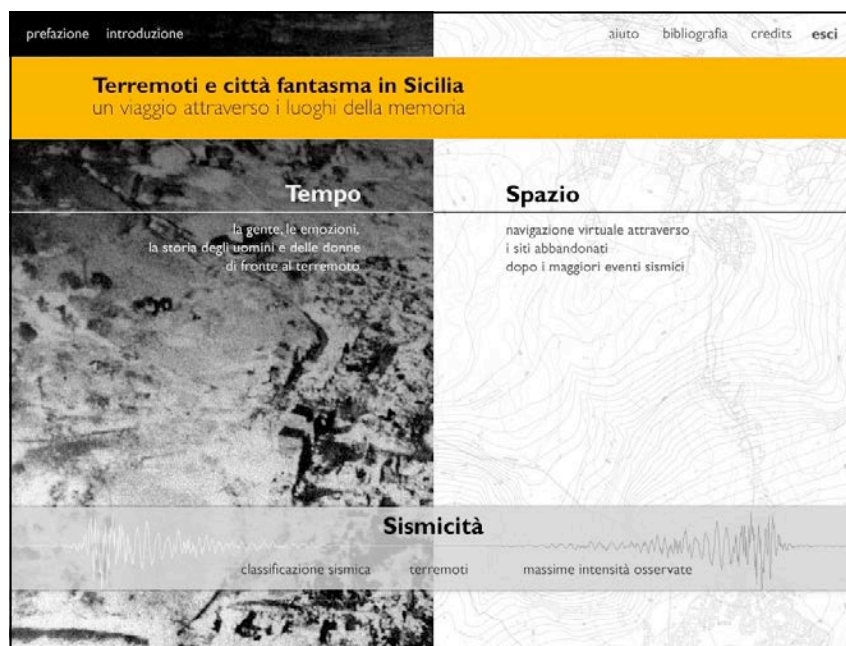 prefazione introduzione
aiuto bibliografia credits esci
Terremoti e città fantasma in Sicilia
un viaggio attraverso i luoghi della memoria
Tempo
la gente, le emozioni,
la storia degli uomini e delle donne
di fronte al terremoto
Spazio
navigazione virtuale attraverso
i siti abbandonati
dopo i maggiori eventi sismici
Sismicità
classificazione sismica terremoti massime intensità osservate